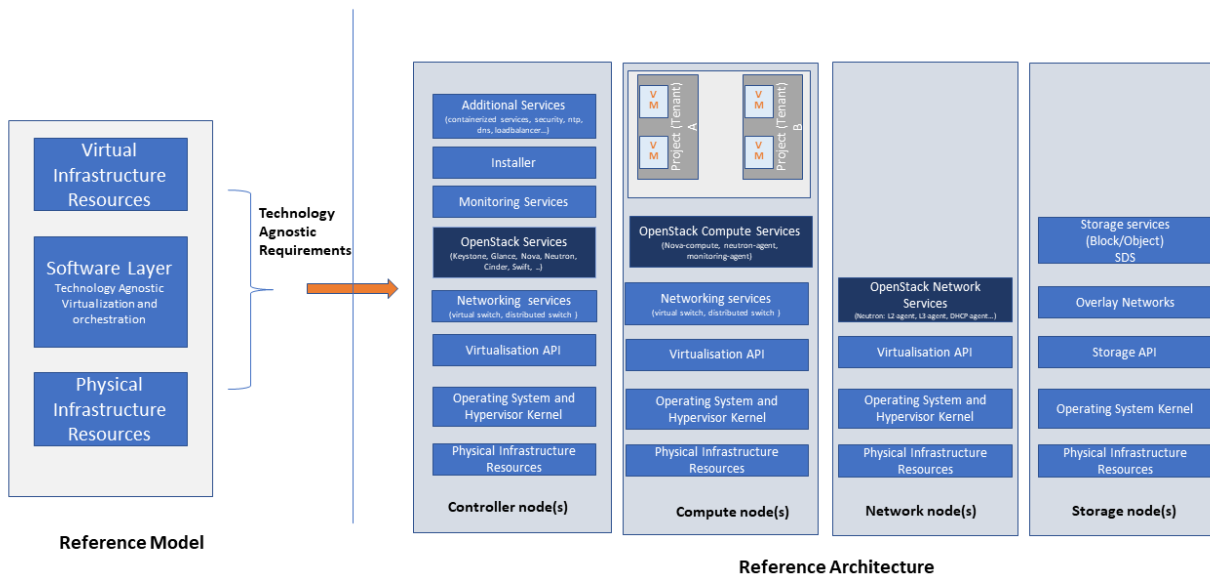 Virtual
Infrastructure
Resources
Software Layer
Technology Agnostic
Virtualization and
orchestration
Physical
Infrastructure
Resources
Reference Model
Technology
Agnostic
Requirements
Additional Services
(containerized services, security, ntp,
dns, loadbalancer...)
Installer
Monitoring Services
OpenStack Services
(Keystone, Glance, Nova, Neutron,
Cinder, Swift, ..)
Networking services
(virtual switch, distributed switch )
Virtualisation API
Operating System and
Hypervisor Kernel
Physical Infrastructure
Resources
Controller node(s)
V
M
V
M
Project (Tenant)
A
V
M
V
M
Project (Tenant)
B
OpenStack Compute Services
(Nova-compute, neutron-agent,
monitoring-agent)
Networking services
(virtual switch, distributed switch )
Virtualisation API
Operating System and
Hypervisor Kernel
Physical Infrastructure
Resources
Compute node(s)
OpenStack Network
Services
(Neutron: L2 agent, L3 agent, DHCP agent...)
Virtualisation API
Operating System and
Hypervisor Kernel
Physical Infrastructure
Resources
Network node(s)
Storage services
(Block/Object)
SDS
Overlay Networks
Storage API
Operating System Kernel
Physical Infrastructure
Resources
Storage node(s)
Reference Architecture